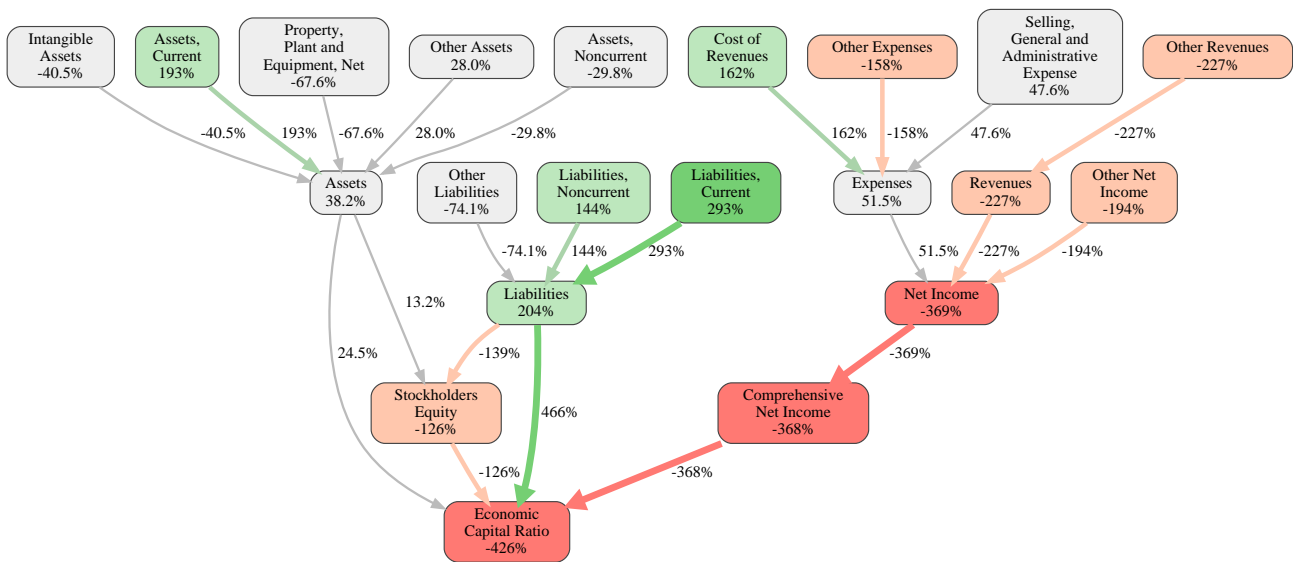 Intangible
Assets
-40.5%
Assets,
Current
193%
Property,
Plant and
Equipment, Net
-67.6%
Other Assets
28.0%
Assets,
Noncurrent
-29.8%
Cost of
Revenues
162%
Other Expenses
-158%
Selling,
General and
Administrative
Expense
47.6%
Other Revenues
-227%
-40.5%
193%
-67.6%
28.0%
-29.8%
162%
-158%
47.6%
-227%
Assets
38.2%
Other
Liabilities
-74.1%
Liabilities,
Noncurrent
144%
Liabilities,
Current
293%
Expenses
51.5%
Revenues
-227%
Other Net
Income
-194%
-74.1%
144%
293%
51.5%
-227%
-194%
13.2%
Liabilities
204%
Net Income
-369%
24.5%
-139%
-369%
Stockholders
Equity
-126%
466%
Comprehensive
Net Income
-368%
-126%
-368%
Economic
Capital Ratio
-426%